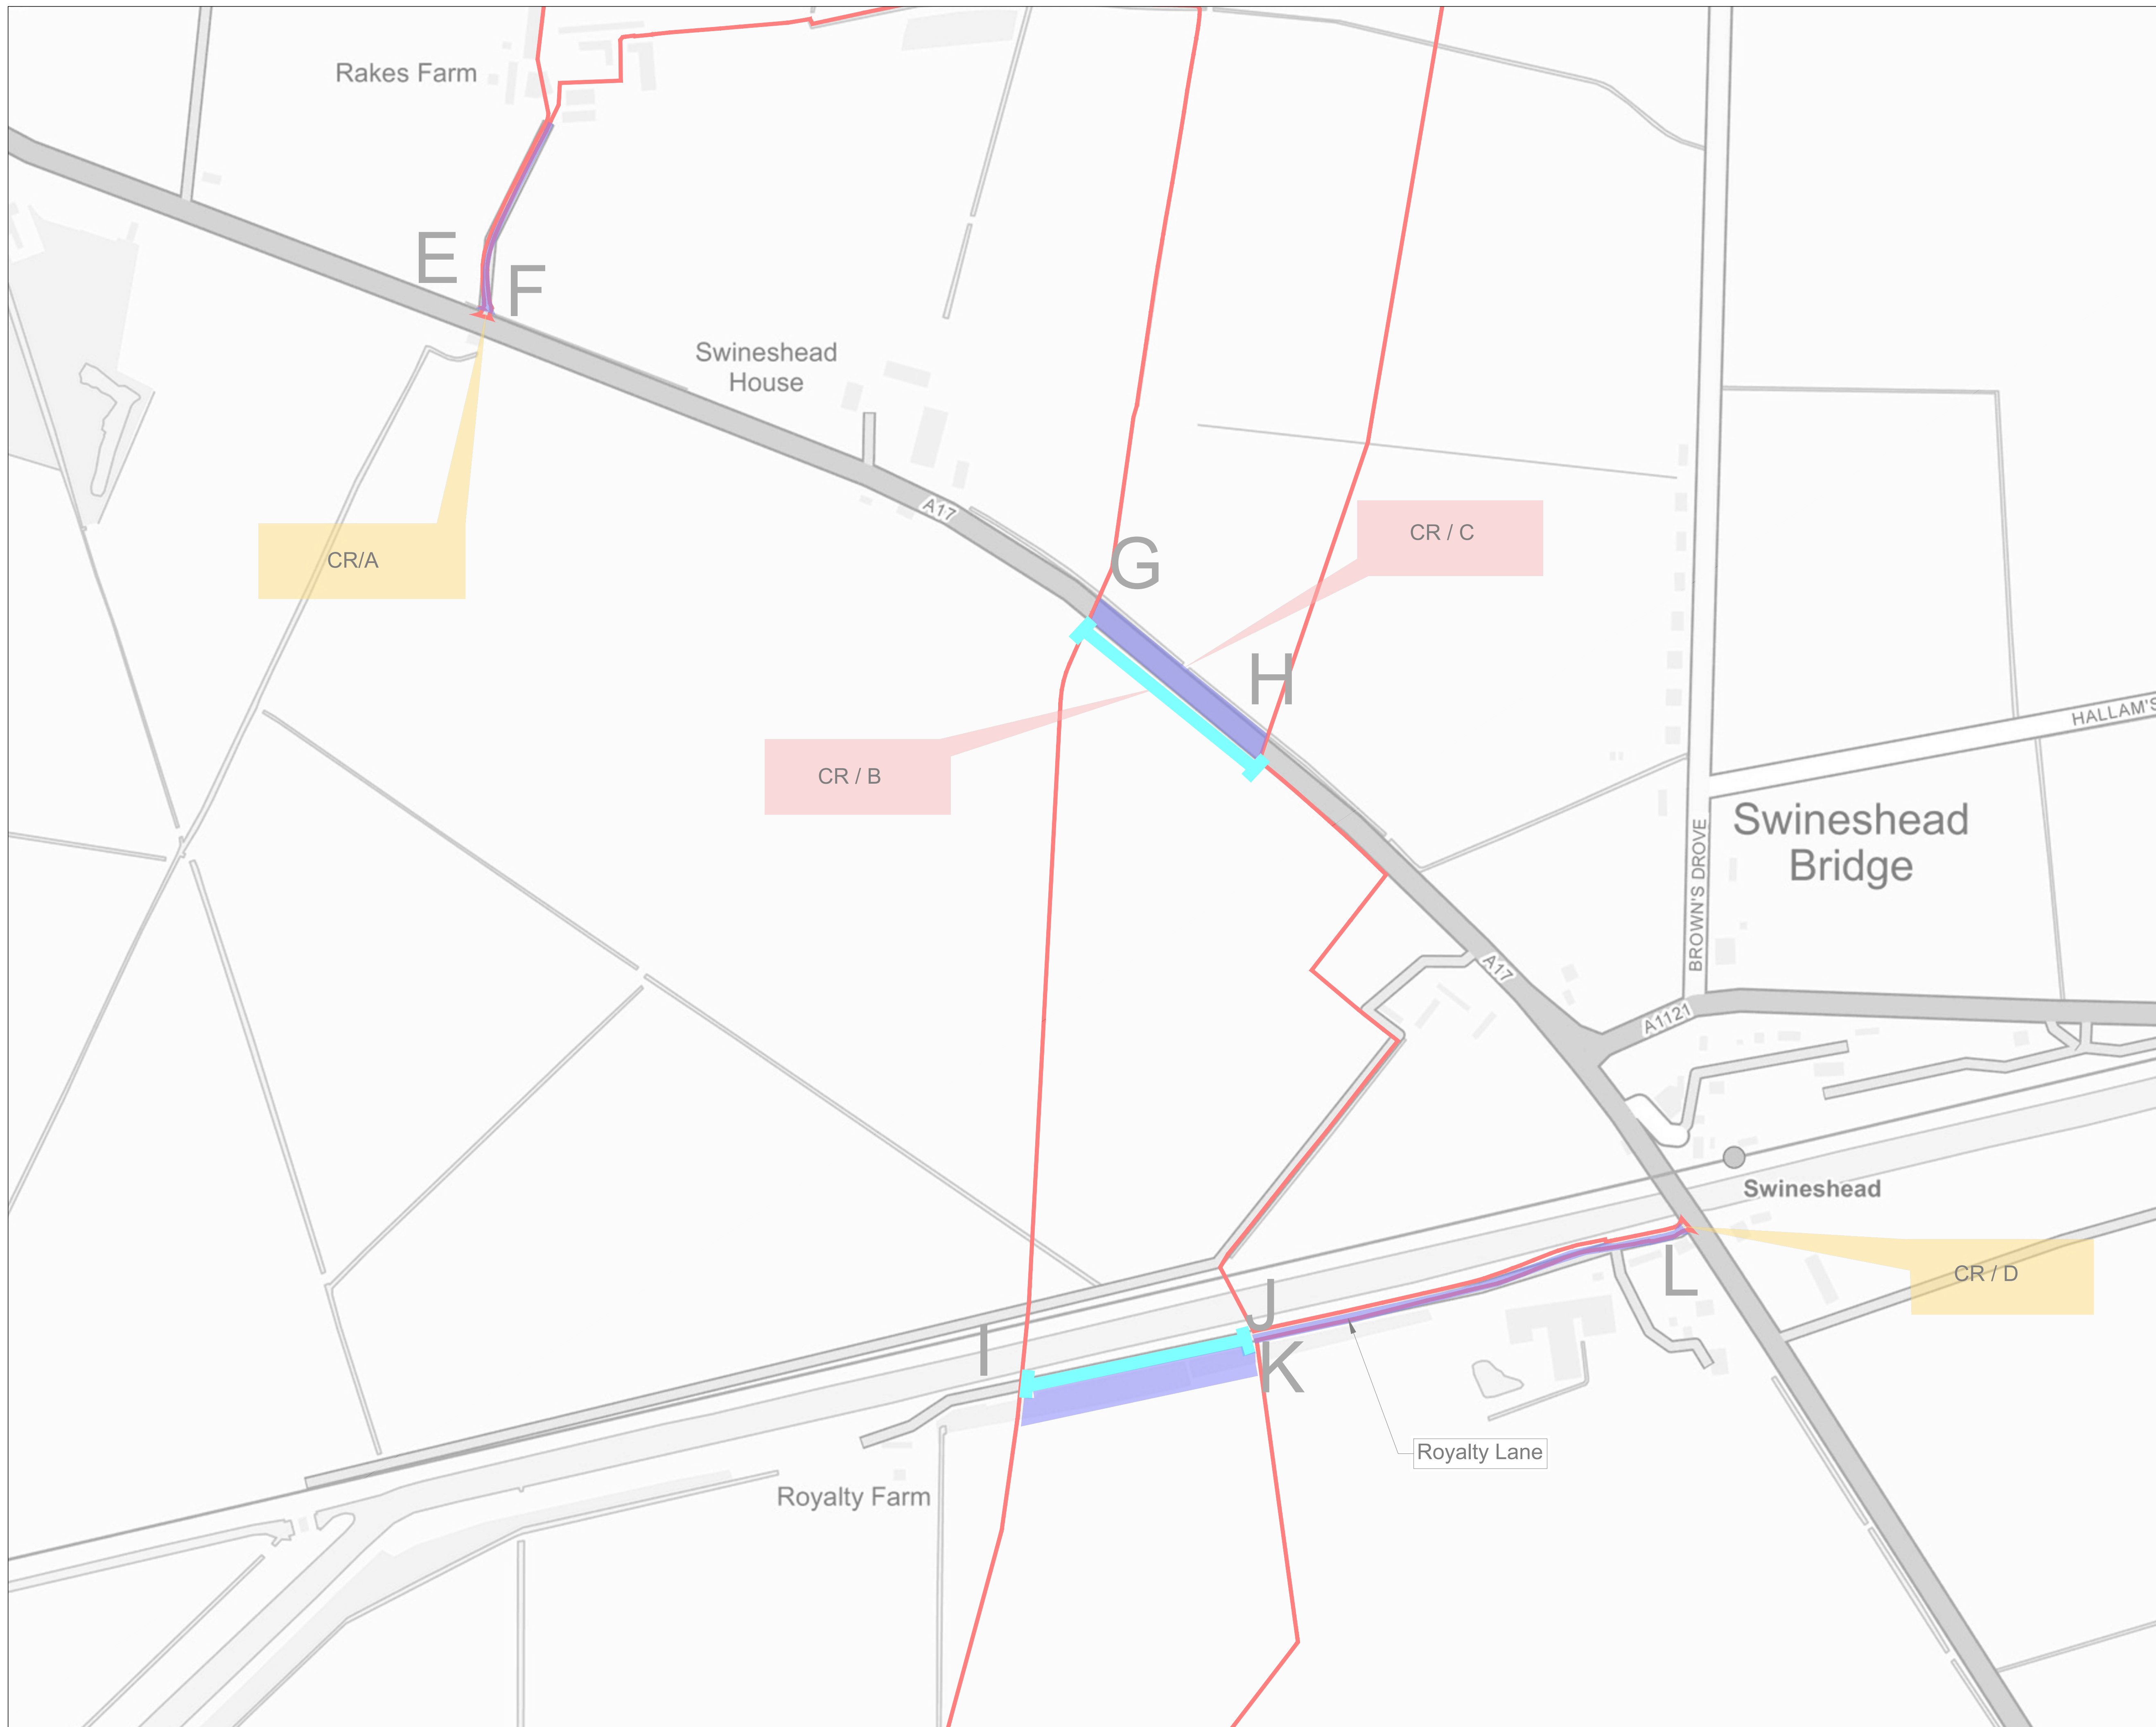 Rakes Farm
E
F
Swineshead
House
A17
CR/A
CR / C
G
H
CR / B
HALLAM'S
Swineshead
Bridge
BROWN'S DROVE
A17
A1121
Swineshead
L
CR / D
J
I
K
Royalty Lane
Royalty Farm